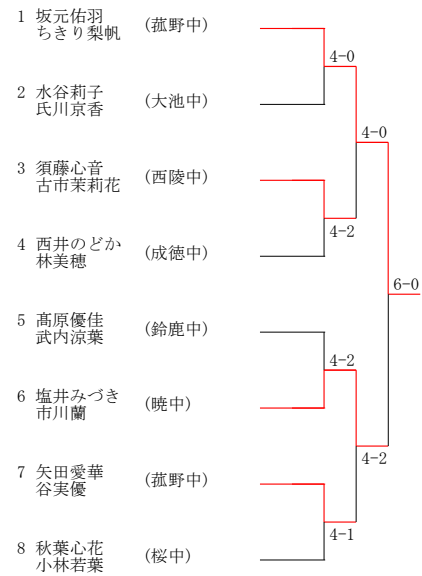 1 坂元佑羽
ちきり梨帆
(菰野中)
4-0
2 水谷莉子
氏川京香
(大池中)
4-0
3 須藤心音
古市茉莉花
(西陵中)
4-2
4 西井のどか
林美穂
(成徳中)
6-0
5 髙原優佳
武内涼葉
(鈴鹿中)
4-2
6 塩井みづき
市川蘭
(暁中)
4-2
7 矢田愛華
谷実優
(菰野中)
4-1
8 秋葉心花
小林若葉
(桜中)